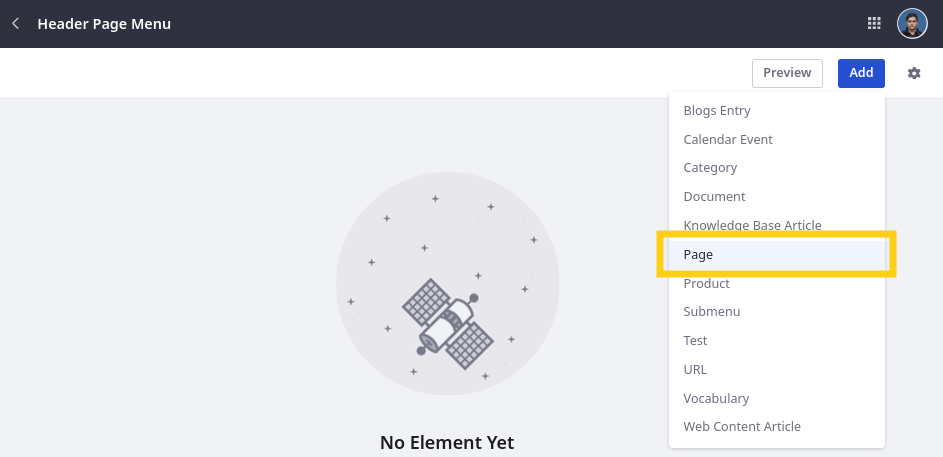 Header Page Menu
Preview
Add
Blogs Entry
Calendar Event
Category
Document
Knowledge Base Article
Page
Product
Submenu
Test
URL
Vocabulary
Web Content Article
No Element Yet